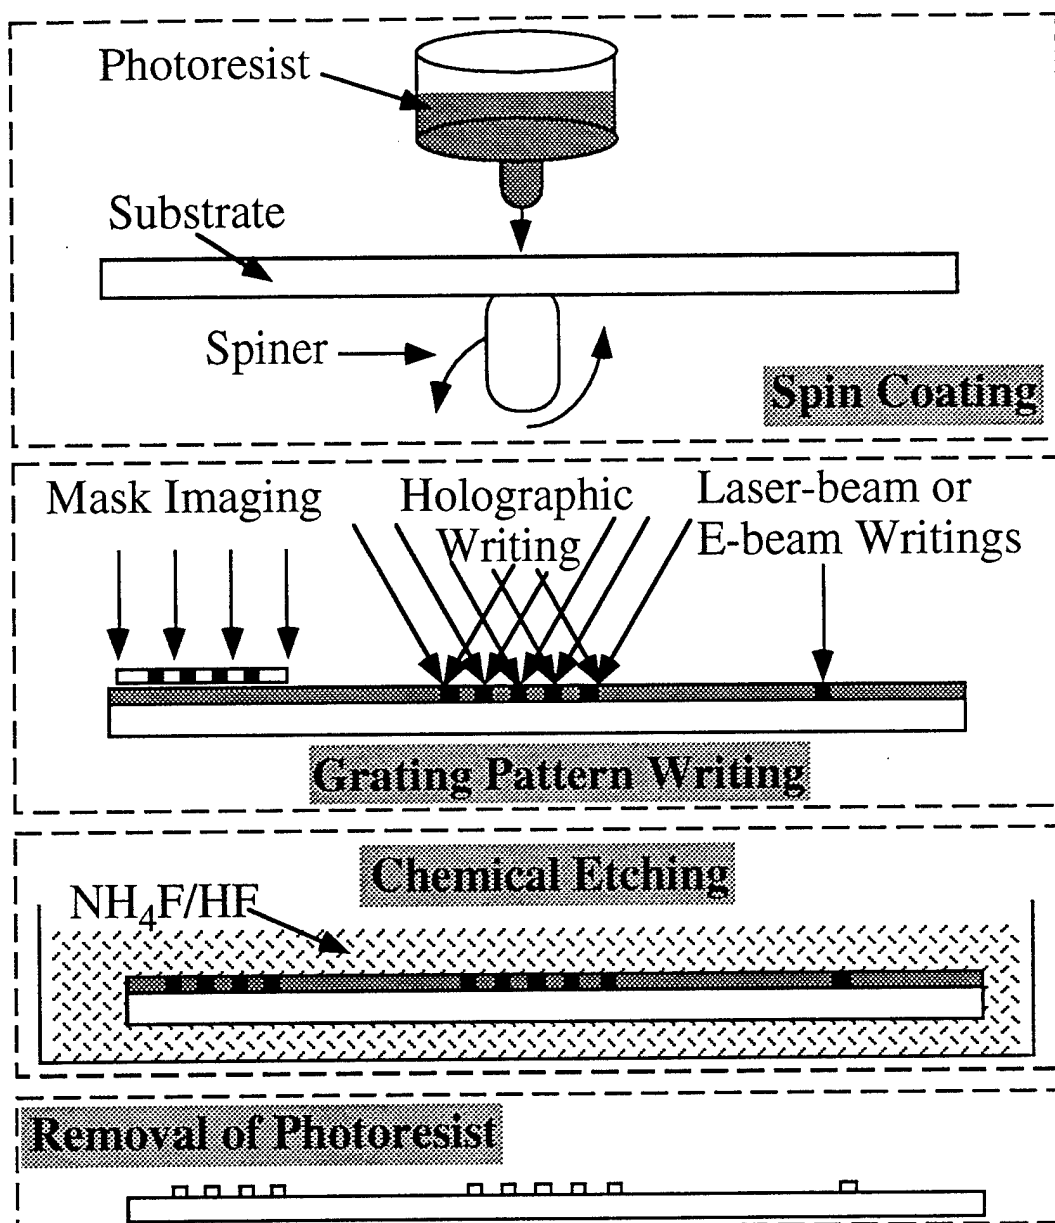 Photoresist
Substrate
Spiner
Spin Coating
Mask Imaging
Holographic
Writing
Laser-beam or
E-beam Writings
Grating Pattern Writing
Chemical Etching
NH₄F/HF
Removal of Photoresist